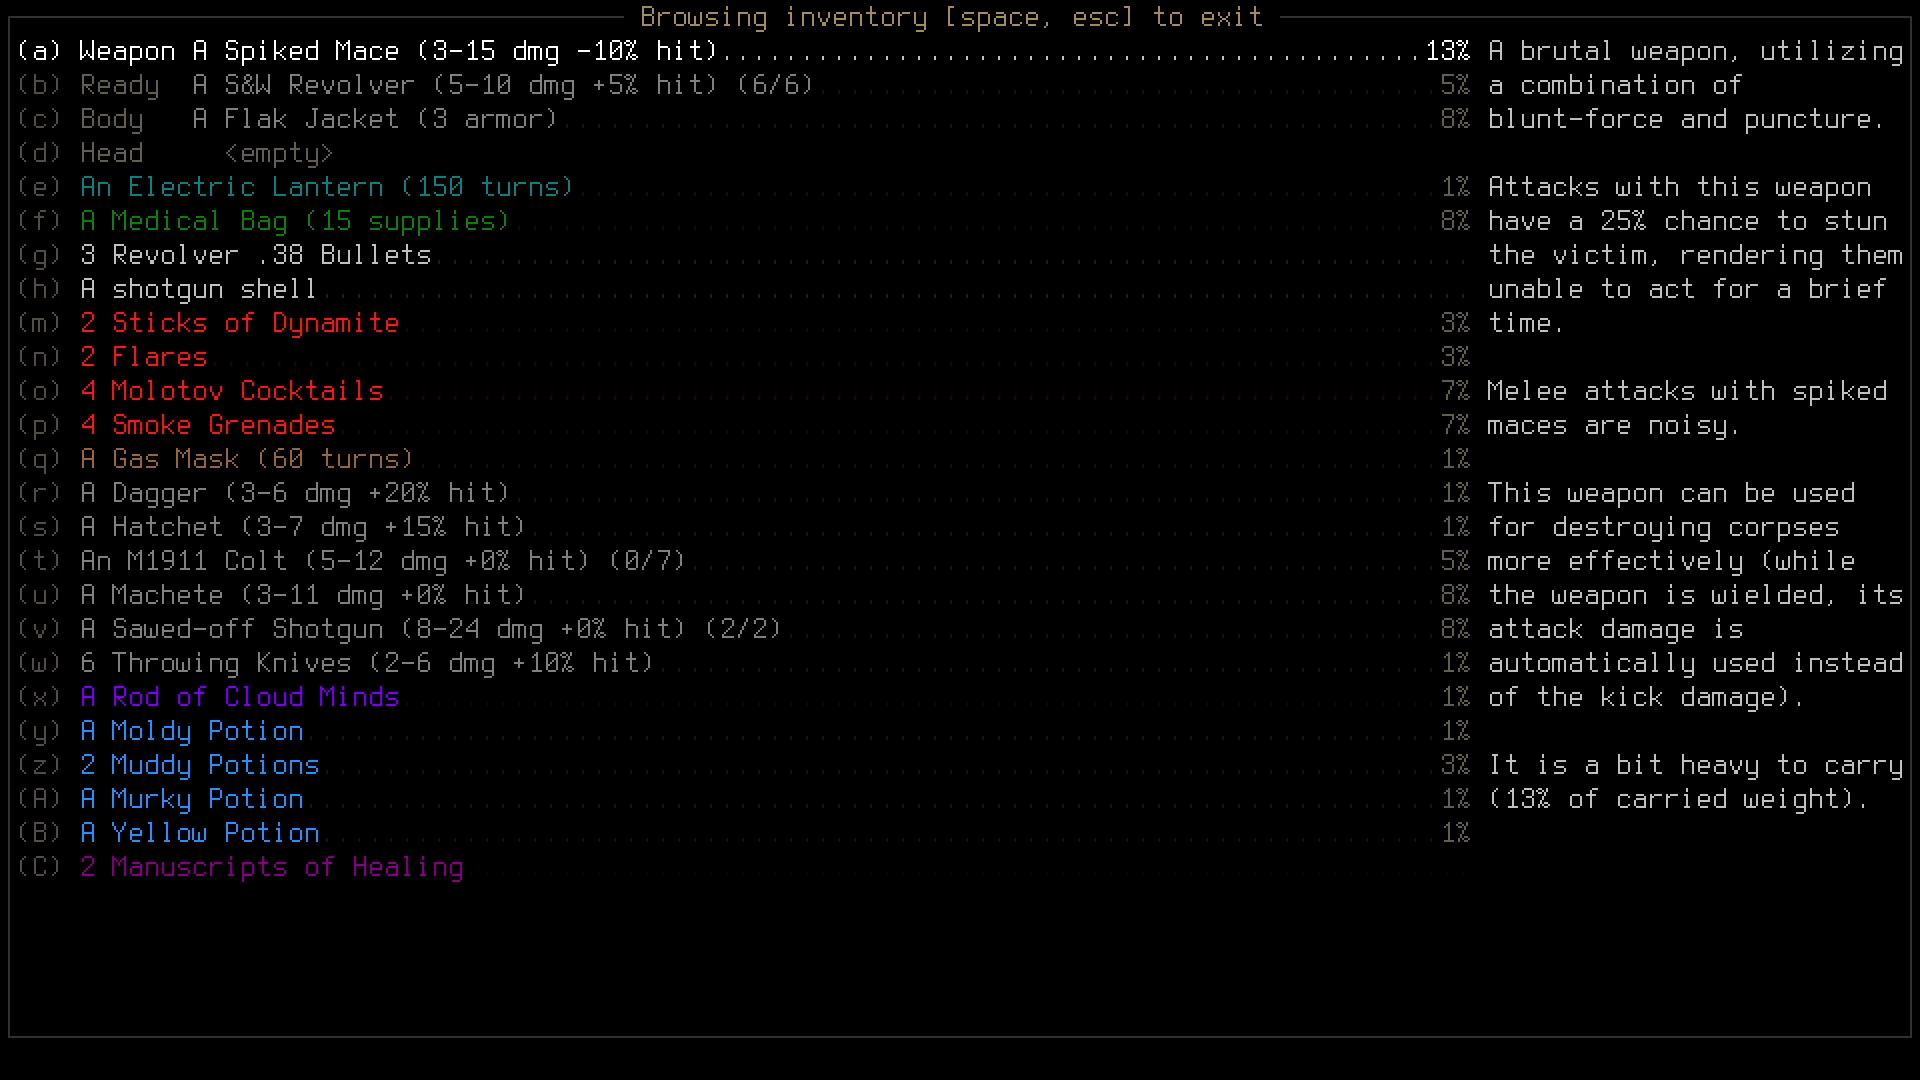 Browsing inventory [space, esc] to exit
(a) Weapon A Spiked Mace (3-15 dmg -10% hit)............................................13%
(b) Ready A S&W Revolver (5-10 dmg +5% hit) (6/6) 5%
(c) Body A Flak Jacket (3 armor) 8%
(d) Head <empty>
(e) An Electric Lantern (150 turns) 1%
(f) A Medical Bag (15 supplies) 8%
(g) 3 Revolver .38 Bullets
(h) A shotgun shell
(m) 2 Sticks of Dynamite 3%
(n) 2 Flares 3%
(o) 4 Molotov Cocktails 7%
(p) 4 Smoke Grenades 7%
(q) A Gas Mask (60 turns) 1%
(r) A Dagger (3-6 dmg +20% hit) 1%
(s) A Hatchet (3-7 dmg +15% hit) 1%
(t) An M1911 Colt (5-12 dmg +0% hit) (0/7) 5%
(u) A Machete (3-11 dmg +0% hit) 8%
(v) A Sawed-off Shotgun (8-24 dmg +0% hit) (2/2) 8%
(w) 6 Throwing Knives (2-6 dmg +10% hit) 1%
(x) A Rod of Cloud Minds 1%
(y) A Moldy Potion 1%
(z) 2 Muddy Potions 3%
(A) A Murky Potion 1%
(B) A Yellow Potion 1%
(C) 2 Manuscripts of Healing
A brutal weapon, utilizing
a combination of
blunt-force and puncture.
Attacks with this weapon
have a 25% chance to stun
the victim, rendering them
unable to act for a brief
time.
Melee attacks with spiked
maces are noisy.
This weapon can be used
for destroying corpses
more effectively (while
the weapon is wielded, its
attack damage is
automatically used instead
of the kick damage).
It is a bit heavy to carry
(13% of carried weight).